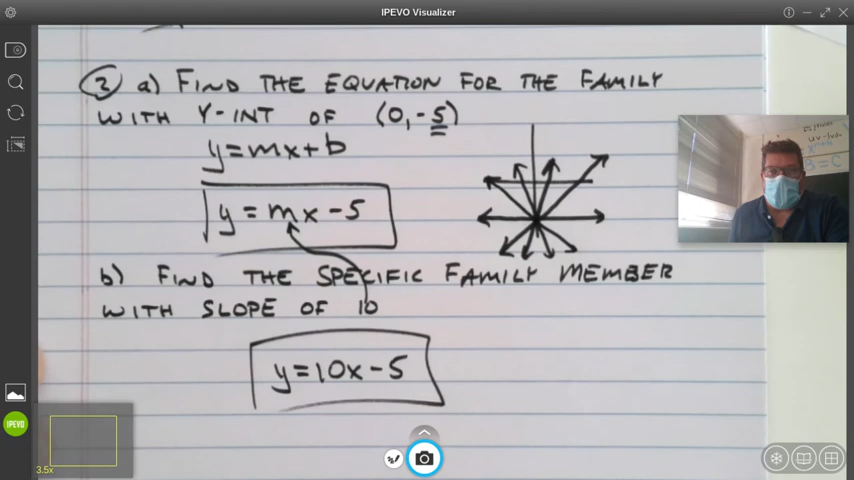 IPEVO Visualizer
2 a) FIND THE EQUATION FOR THE FAMILY
WITH Y-INT OF (0, -5)
y=mx+b
y = mx - 5
b) FIND THE SPECIFIC FAMILY MEMBER
WITH SLOPE OF 10
y=10x-5
B = C
IPEVO
3.5x